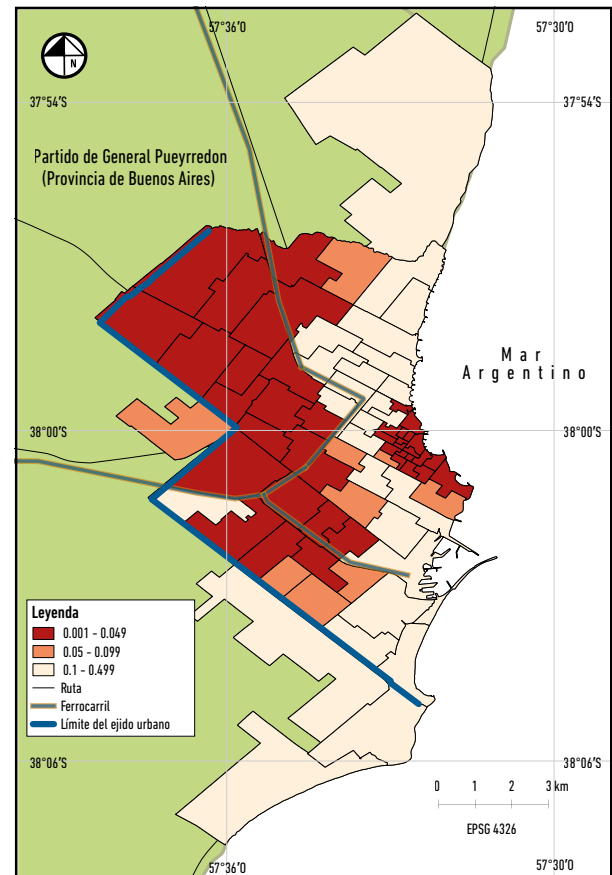 57°36´0
57°30´0
N
37°54´S
37°54´S
Partido de General Pueyrredon
(Provincia de Buenos Aires)
Mar
Argentino
38°00´S
38°00´S
Leyenda
0.001 - 0.049
0.05 - 0.099
0.1 - 0.499
Ruta
Ferrocarril
Límite del ejido urbano
38°06´S
38°06´S
0 1 2 3 km
EPSG 4326
57°36´0
57°30´0